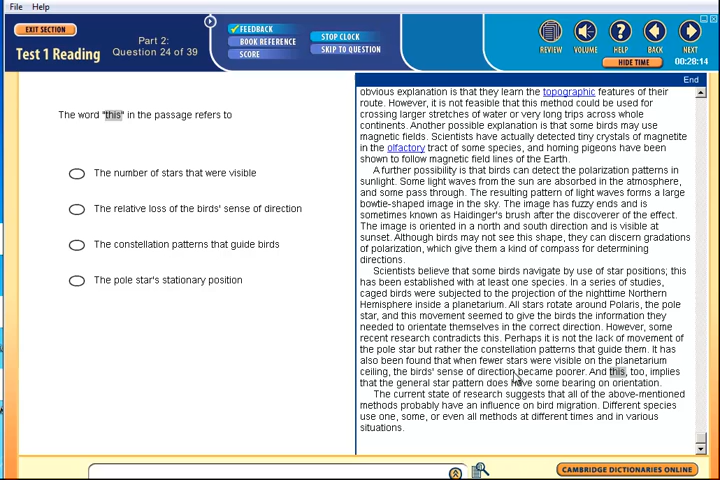 File Help
EXIT SECTION
Test 1 Reading
Part 2:
Question 24 of 39
FEEDBACK
BOOK REFERENCE
SCORE
STOP CLOCK
SKIP TO QUESTION
REVIEW VOLUME HELP BACK NEXT
HIDE TIME 00:28:14
The word "this" in the passage refers to
The number of stars that were visible
The relative loss of the birds' sense of direction
The constellation patterns that guide birds
The pole star's stationary position
End
obvious explanation is that they learn the topographic features of their
route. However, it is not feasible that this method could be used for
crossing larger stretches of water or very long trips across whole
continents. Another possible explanation is that some birds may use
magnetic fields. Scientists have actually detected tiny crystals of magnetite
in the olfactory tract of some species, and homing pigeons have been
shown to follow magnetic field lines of the Earth.
A further possibility is that birds can detect the polarization patterns in
sunlight. Some light waves from the sun are absorbed in the atmosphere,
and some pass through. The resulting pattern of light waves forms a large
bowtie-shaped image in the sky. The image has fuzzy ends and is
sometimes known as Haidinger's brush after the discoverer of the effect.
The image is oriented in a north and south direction and is visible at
sunset. Although birds may not see this shape, they can discern gradations
of polarization, which give them a kind of compass for determining
directions.
Scientists believe that some birds navigate by use of star positions; this
has been established with at least one species. In a series of studies,
caged birds were subjected to the projection of the nighttime Northern
Hemisphere inside a planetarium. All stars rotate around Polaris, the pole
star, and this movement seemed to give the birds the information they
needed to orientate themselves in the correct direction. However, some
recent research contradicts this. Perhaps it is not the lack of movement of
the pole star but rather the constellation patterns that guide them. It has
also been found that when fewer stars were visible on the planetarium
ceiling, the birds' sense of direction became poorer. And this, too, implies
that the general star pattern does have some bearing on orientation.
The current state of research suggests that all of the above-mentioned
methods probably have an influence on bird migration. Different species
use one, some, or even all methods at different times and in various
situations.
CAMBRIDGE DICTIONARIES ONLINE